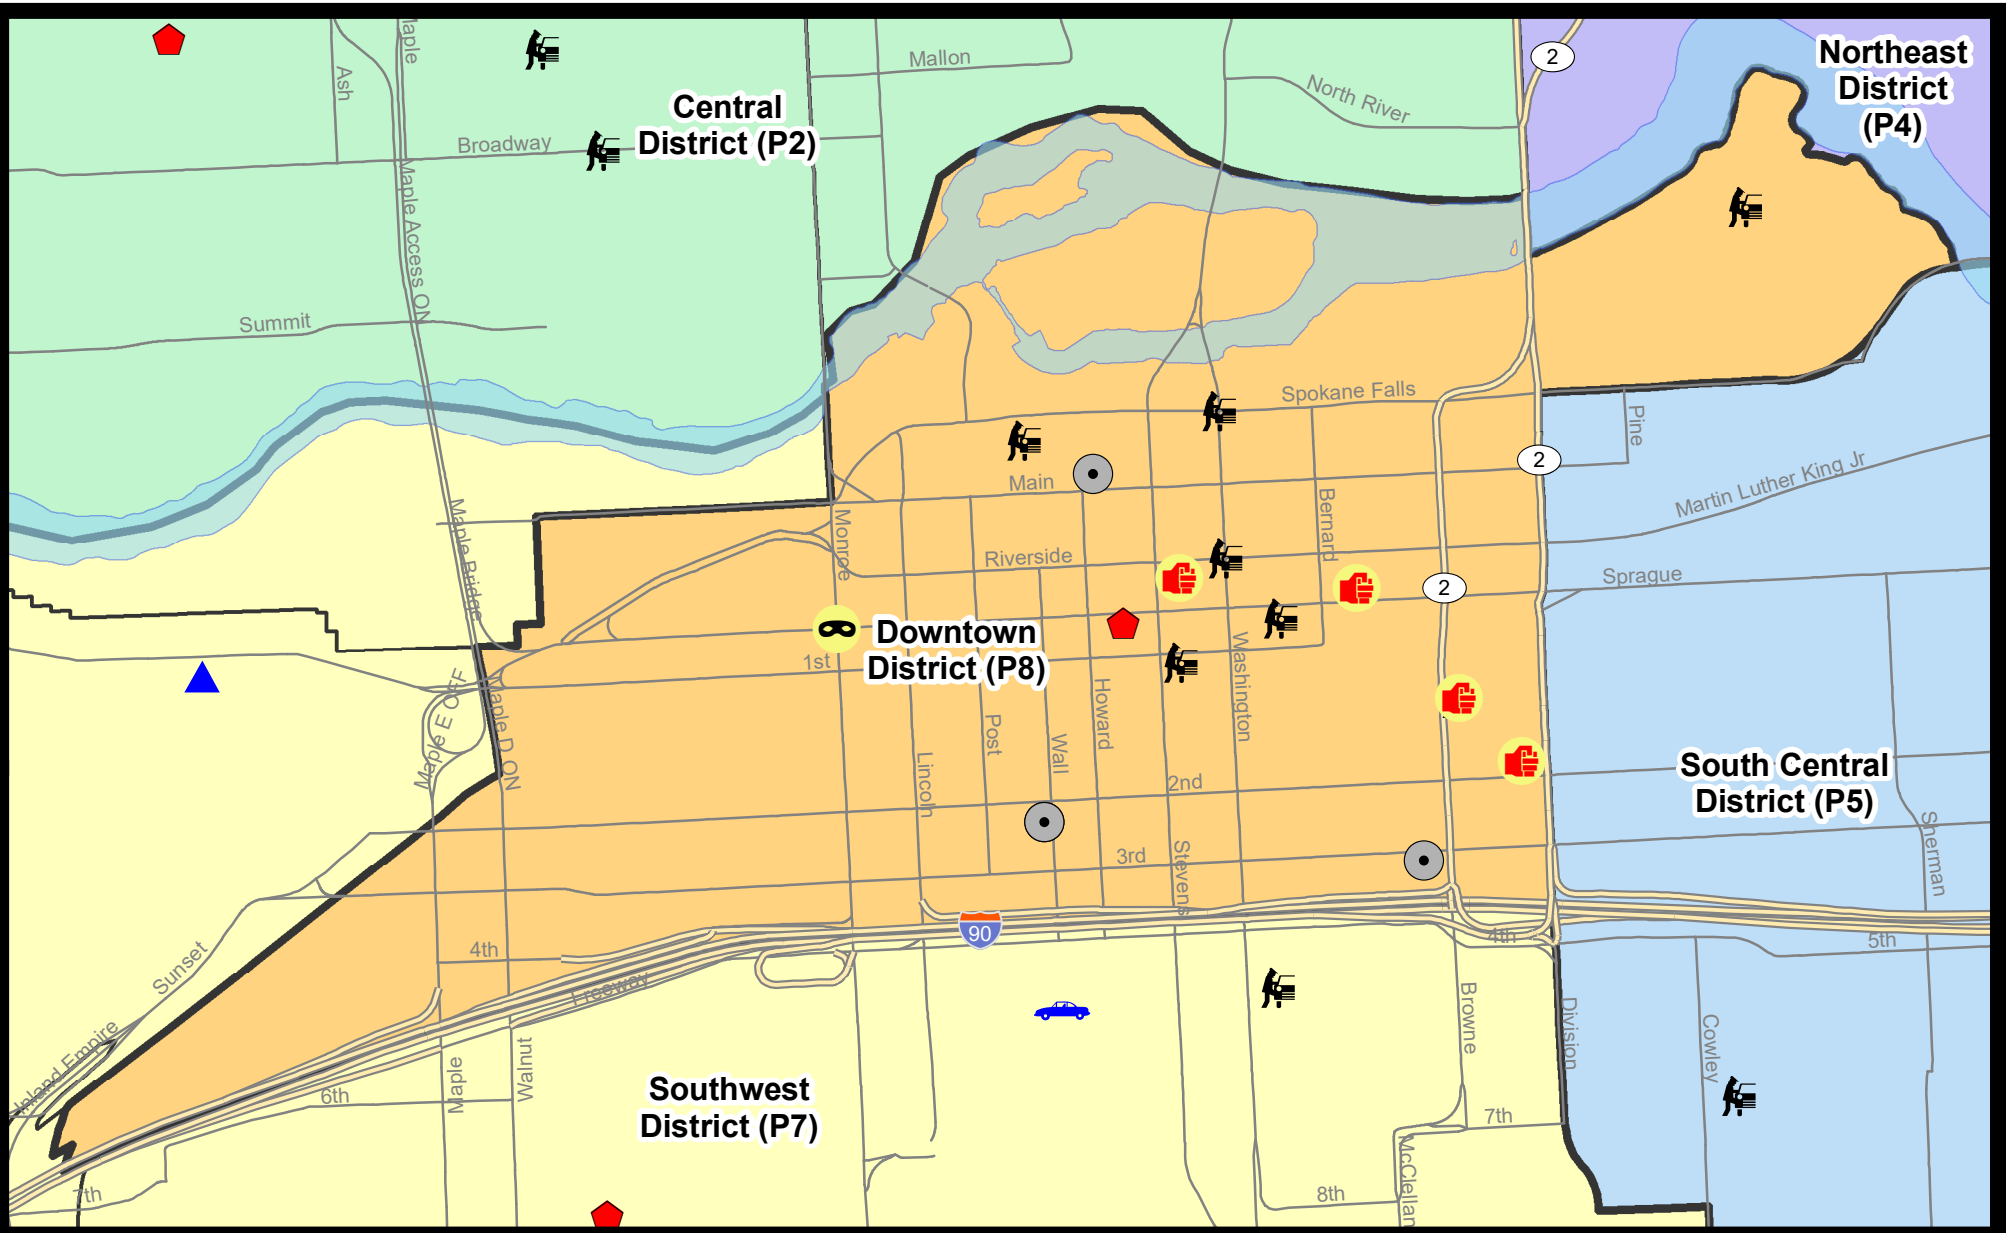 Maple
2
Northeast
District
(P4)
Mallon
Ash
North River
Central
District (P2)
Broadway
Maple Access ON
Summit
Spokane Falls
Pine
2
Martin Luther King Jr
Main
Bernard
Maple Bridge
Monroe
Riverside
Sprague
2
Downtown
District (P8)
1st
Washington
Maple E OFF
Maple D ON
Howard
Post
Wall
Lincoln
2nd
South Central
District (P5)
Sherman
3rd
Stevens
90
4th
4th
5th
Sunset
Freeway
Browne
Division
Cowley
Inland Empire
Walnut
Maple
6th
Southwest
District (P7)
7th
McClellan
7th
8th